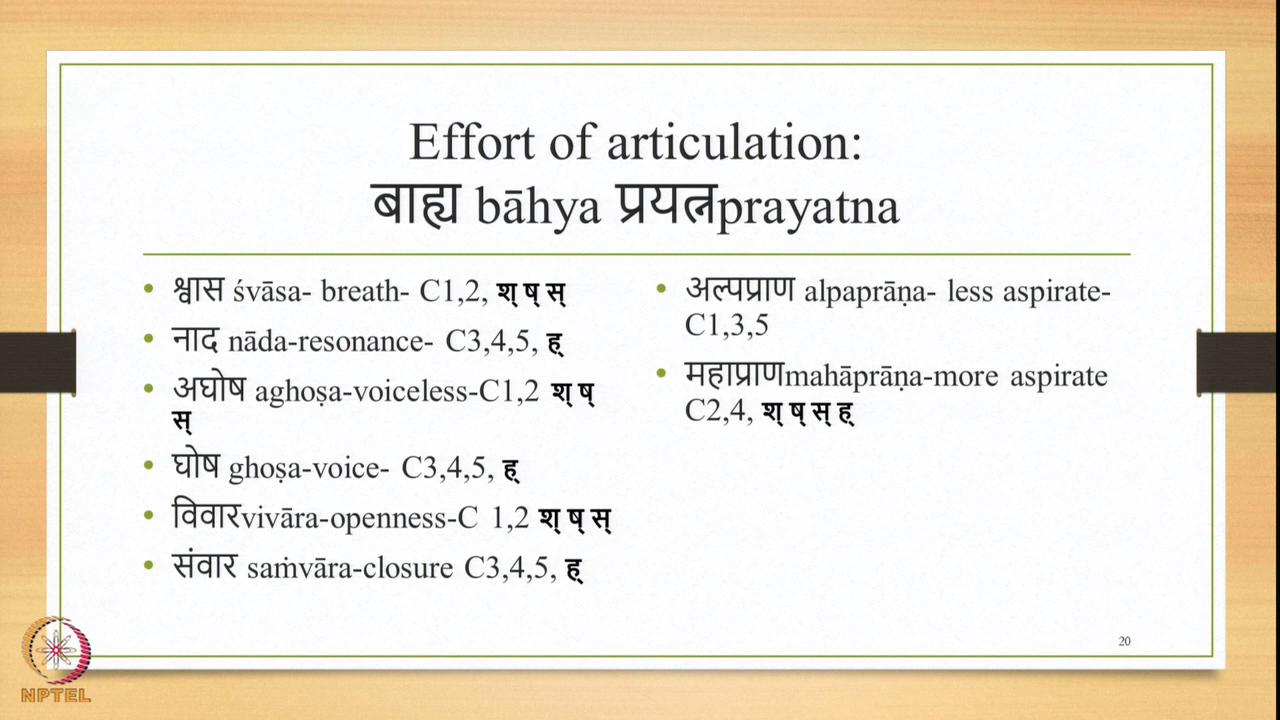 Effort of articulation:
बाह्य bāhya प्रयत्नprayatna
• श्वास śvāsa- breath- C1,2, श् ष् स्
• नाद nāda-resonance- C3,4,5, ह्
• अघोष aghoṣa-voiceless-C1,2 श् ष्
स्
• घोष ghoṣa-voice- C3,4,5, ह्
• विवारvivāra-openness-C 1,2 श् ष् स्
• संवार saṁvāra-closure C3,4,5, ह्
• अल्पप्राण alpaprāṇa- less aspirate-
C1,3,5
• महाप्राणmahāprāṇa-more aspirate
C2,4, श् ष् स् ह्
20
NPTEL